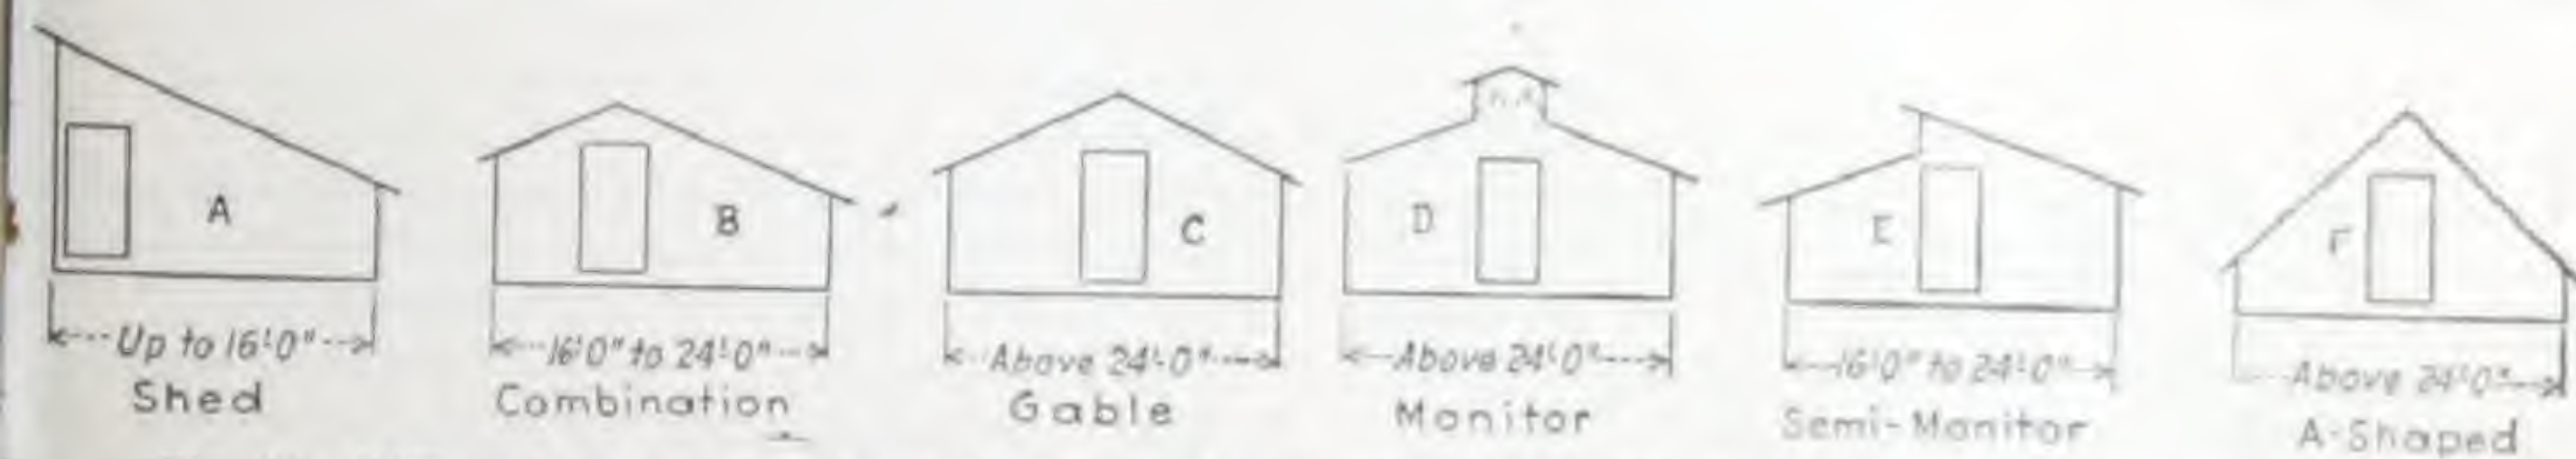 A
B
C
D
E
F
Up to 16'-0"
16'0" to 24'-0"
Above 24'-0"
Above 24'0"
16'0" to 24'-0"
Above 24'0"
Shed
Combination
Gable
Monitor
Semi-Monitor
A-Shaped